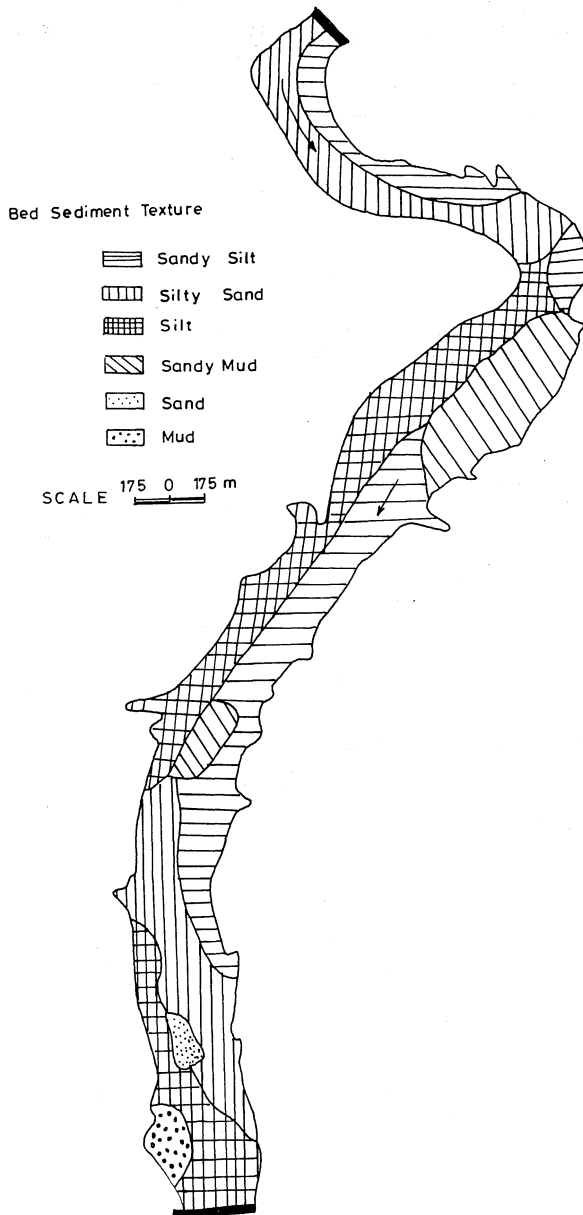 Bed Sediment Texture
Sandy Silt
Silty Sand
Silt
Sandy Mud
Sand
Mud
SCALE 175 0 175 m